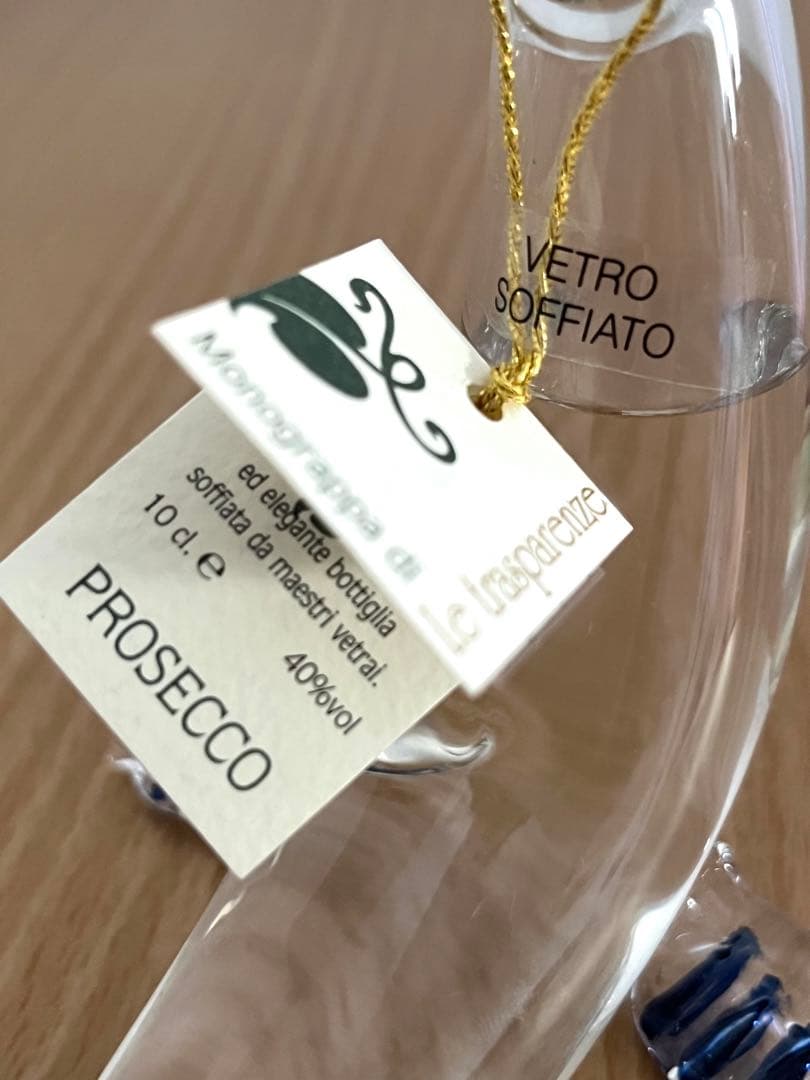 VETRO
SOFFIATO
Monograppa di
le trasparenze
ed elegante bottiglia
soffiata da maestri vetrai.
10 cl. e
40%vol
PROSECCO